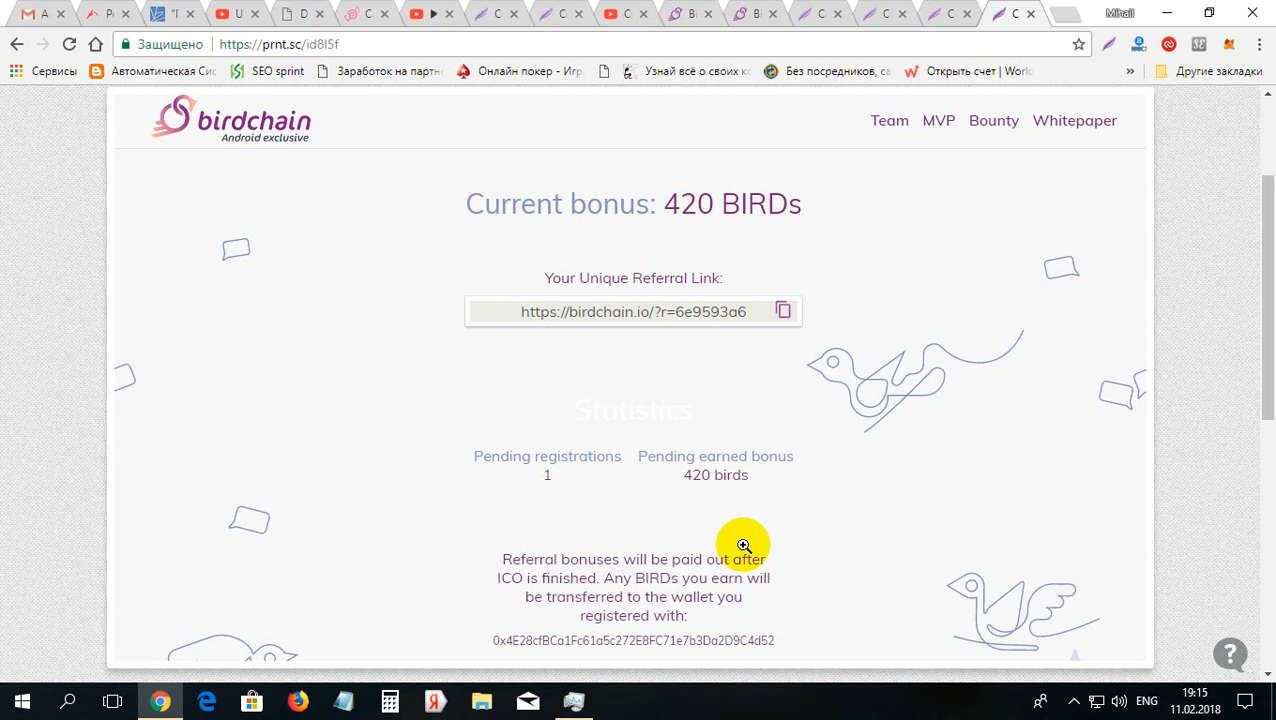 A
P
"Т
U
D
C
C
C
C
B
B
C
C
C
C
Mihail
Защищено
https://prnt.sc/id8l5f
Сервисы
Автоматическая Сис
SEO sprint
Заработок на партн
Онлайн покер - Игр
Узнай всё о своих ко
Без посредников, са
Открыть счет | Worl
»
Другие закладки
birdchain
Android exclusive
Team
MVP
Bounty
Whitepaper
Current bonus: 420 BIRDs
Your Unique Referral Link:
https://birdchain.io/?r=6e9593a6
Statistics
Pending registrations
1
Pending earned bonus
420 birds
Referral bonuses will be paid out after
ICO is finished. Any BIRDs you earn will
be transferred to the wallet you
registered with:
0x4E28cfBCa1Fc61a5c272E8FC71e7b3Da2D9C4d52
ENG
19:15
11.02.2018